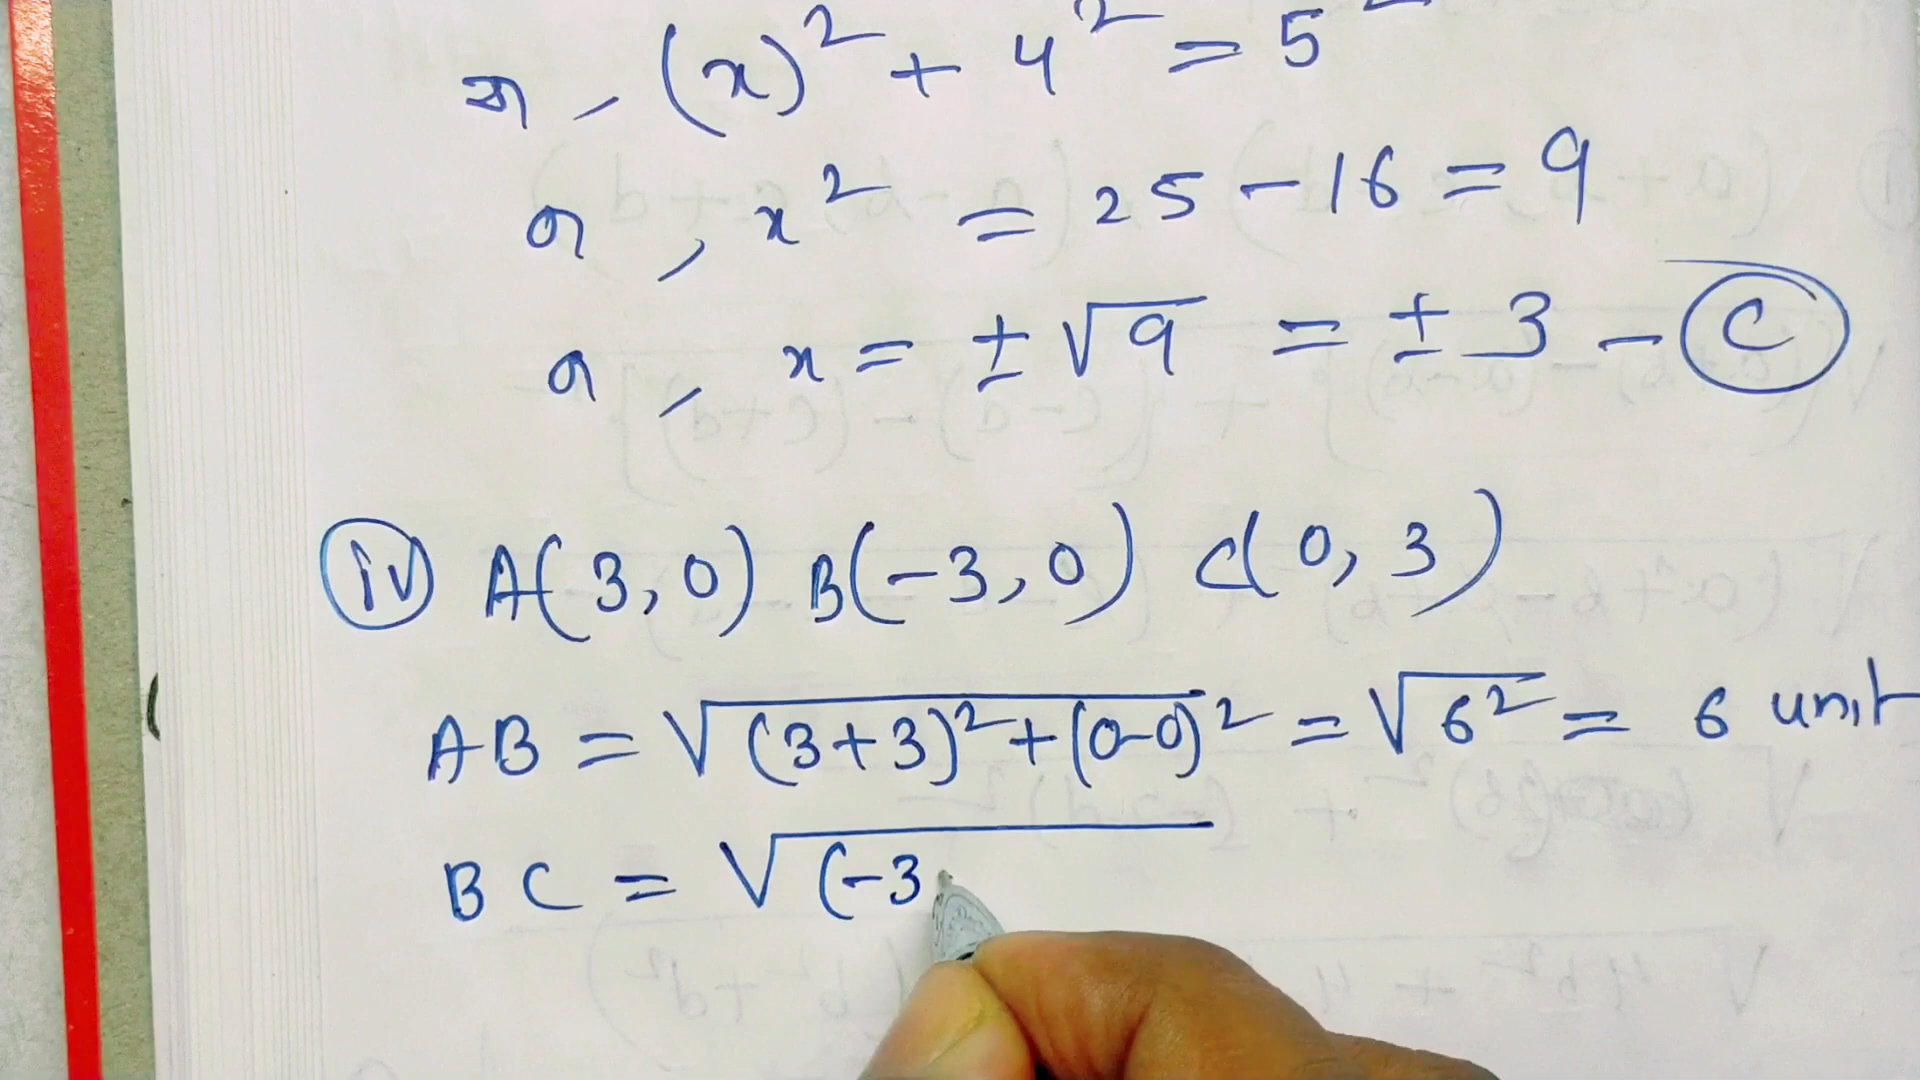 বা, (x)² + 4² = 5²
বা, x² = 25 - 16 = 9
বা, x = ± √9 = ± 3 - C
iv A(3, 0) B(-3, 0) C(0, 3)
AB = √(3+3)² + (0-0)² = √6² = 6 unit
BC = √(-3